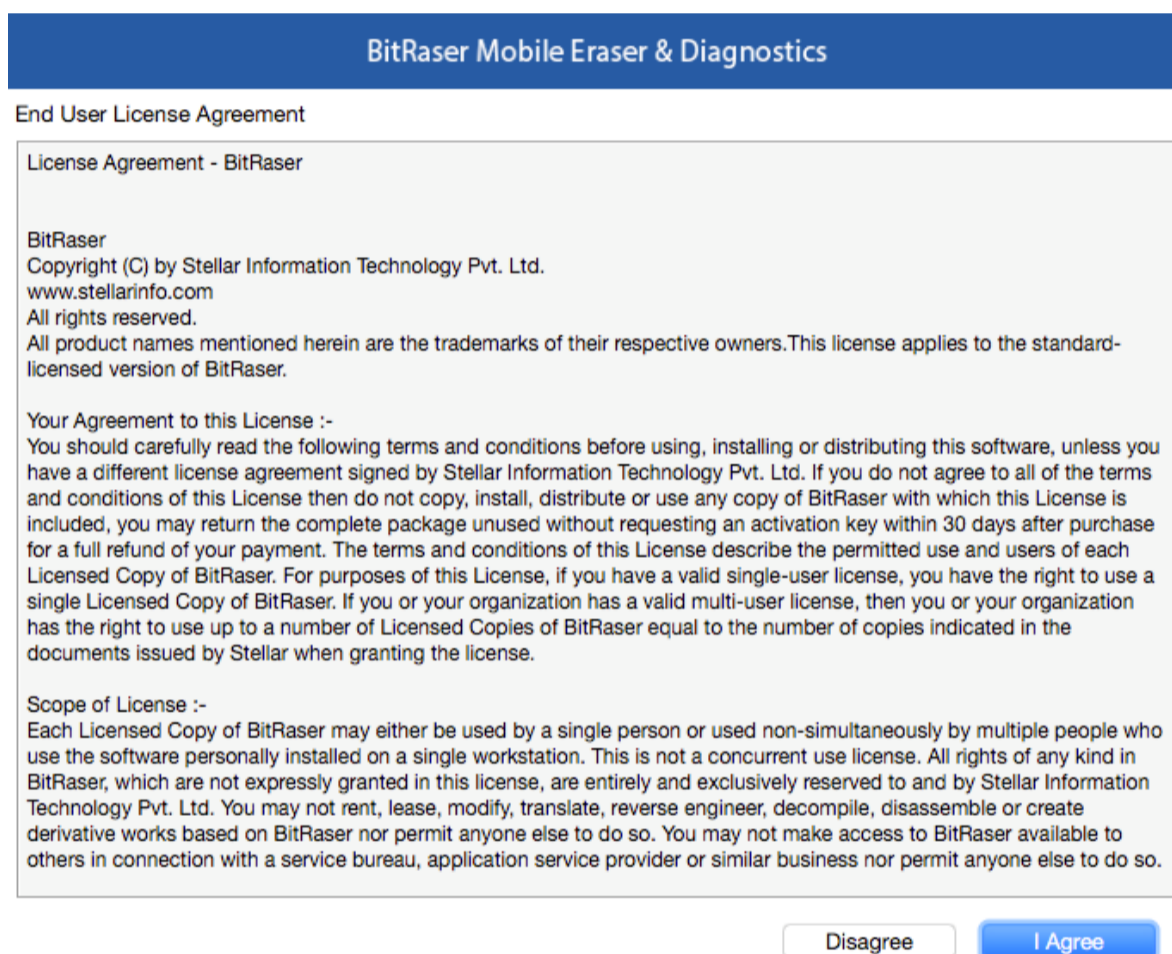 BitRaser Mobile Eraser & Diagnostics
End User License Agreement
License Agreement - BitRaser
BitRaser
Copyright (C) by Stellar Information Technology Pvt. Ltd.
www.stellarinfo.com
All rights reserved.
All product names mentioned herein are the trademarks of their respective owners.This license applies to the standard-
licensed version of BitRaser.
Your Agreement to this License :-
You should carefully read the following terms and conditions before using, installing or distributing this software, unless you
have a different license agreement signed by Stellar Information Technology Pvt. Ltd. If you do not agree to all of the terms
and conditions of this License then do not copy, install, distribute or use any copy of BitRaser with which this License is
included, you may return the complete package unused without requesting an activation key within 30 days after purchase
for a full refund of your payment. The terms and conditions of this License describe the permitted use and users of each
Licensed Copy of BitRaser. For purposes of this License, if you have a valid single-user license, you have the right to use a
single Licensed Copy of BitRaser. If you or your organization has a valid multi-user license, then you or your organization
has the right to use up to a number of Licensed Copies of BitRaser equal to the number of copies indicated in the
documents issued by Stellar when granting the license.
Scope of License :-
Each Licensed Copy of BitRaser may either be used by a single person or used non-simultaneously by multiple people who
use the software personally installed on a single workstation. This is not a concurrent use license. All rights of any kind in
BitRaser, which are not expressly granted in this license, are entirely and exclusively reserved to and by Stellar Information
Technology Pvt. Ltd. You may not rent, lease, modify, translate, reverse engineer, decompile, disassemble or create
derivative works based on BitRaser nor permit anyone else to do so. You may not make access to BitRaser available to
others in connection with a service bureau, application service provider or similar business nor permit anyone else to do so.
Disagree
I Agree